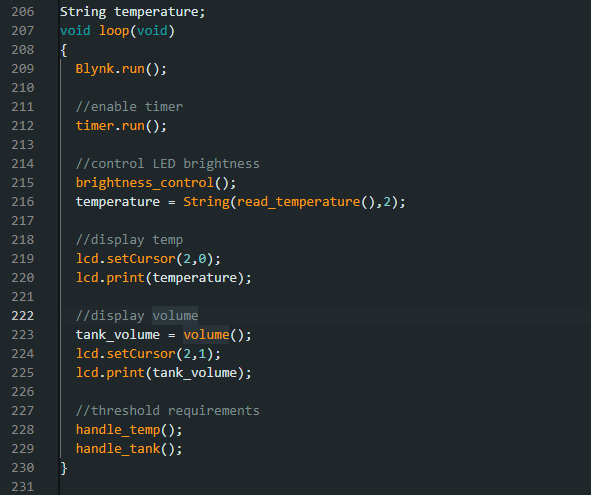 206 String temperature;
207 void loop(void)
208 {
209   Blynk.run();
210
211   //enable timer
212   timer.run();
213
214   //control LED brightness
215   brightness_control();
216   temperature = String(read_temperature(),2);
217
218   //display temp
219   lcd.setCursor(2,0);
220   lcd.print(temperature);
221
222   //display volume
223   tank_volume = volume();
224   lcd.setCursor(2,1);
225   lcd.print(tank_volume);
226
227   //threshold requirements
228   handle_temp();
229   handle_tank();
230 }
231